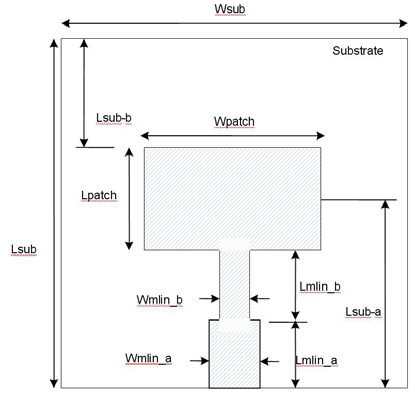 Wsub
Substrate
Lsub-b
Wpatch
Lpatch
Lsub
Lmlin_b
Wmlin_b
Lsub-a
Wmlin_a
Lmlin_a